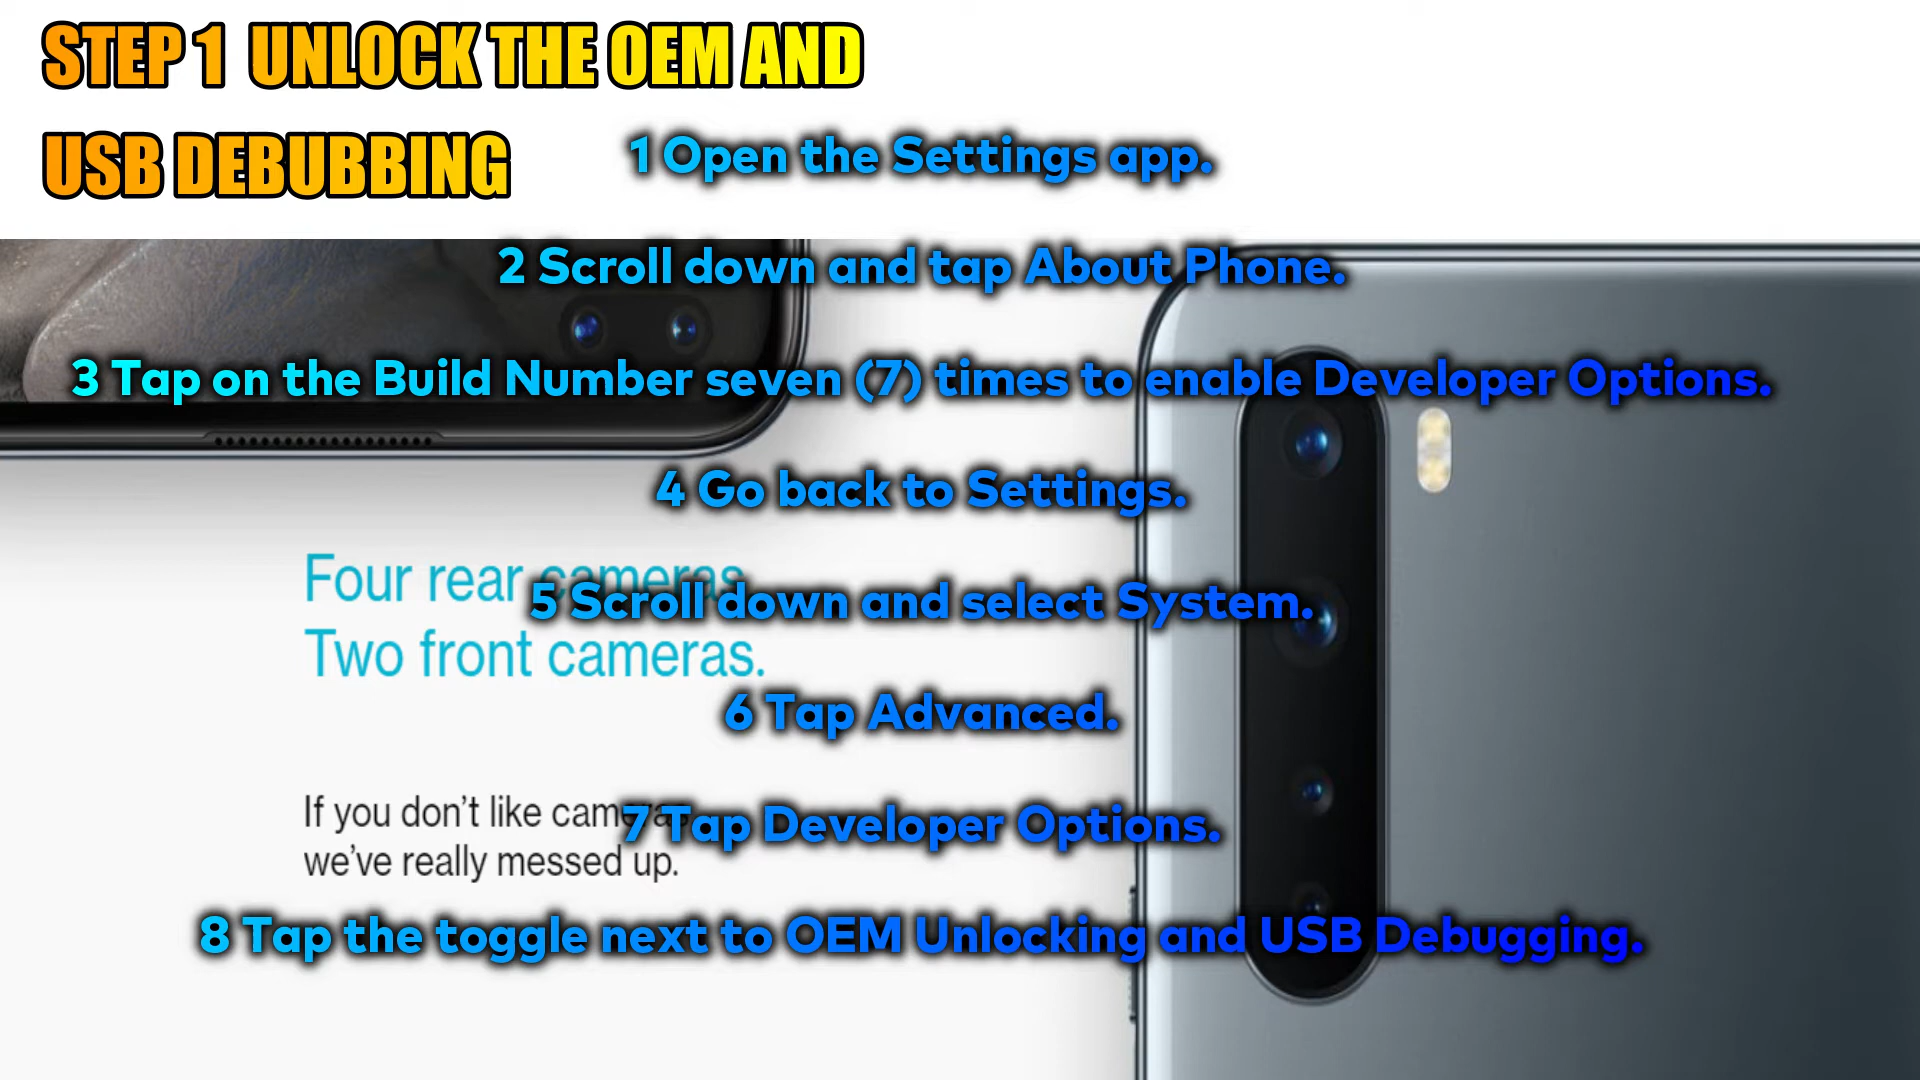 STEP 1 UNLOCK THE OEM AND
USB DEBUBBING
1 Open the Settings app.
2 Scroll down and tap About Phone.
3 Tap on the Build Number seven (7) times to enable Developer Options.
4 Go back to Settings.
Four rear cameras.
5 Scroll down and select System.
Two front cameras.
6 Tap Advanced.
If you don't like cameras
7 Tap Developer Options.
we've really messed up.
8 Tap the toggle next to OEM Unlocking and USB Debugging.